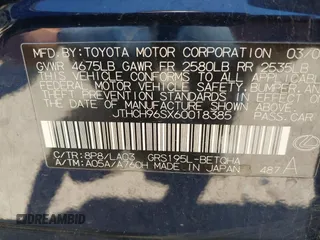 MFD. BY: TOYOTA MOTOR CORPORATION 03/0
GVWR 4675LB GAWR FR 2580LB RR 2535LB
THIS VEHICLE CONFORMS TO ALL APPLICABLE
FEDERAL MOTOR VEHICLE SAFETY, BUMPER, AND
THEFT PREVENTION STANDARDS IN EFFECT ON
THE DATE OF MANUFACTURE SHOWN ABOVE.
JTHCH96SX60018385 PASS. CAR
C/TR: 8P8/LA03 GRS195L-BETQHA
A/TM: A05A/A760H MADE IN JAPAN 487 A
DREAMBID